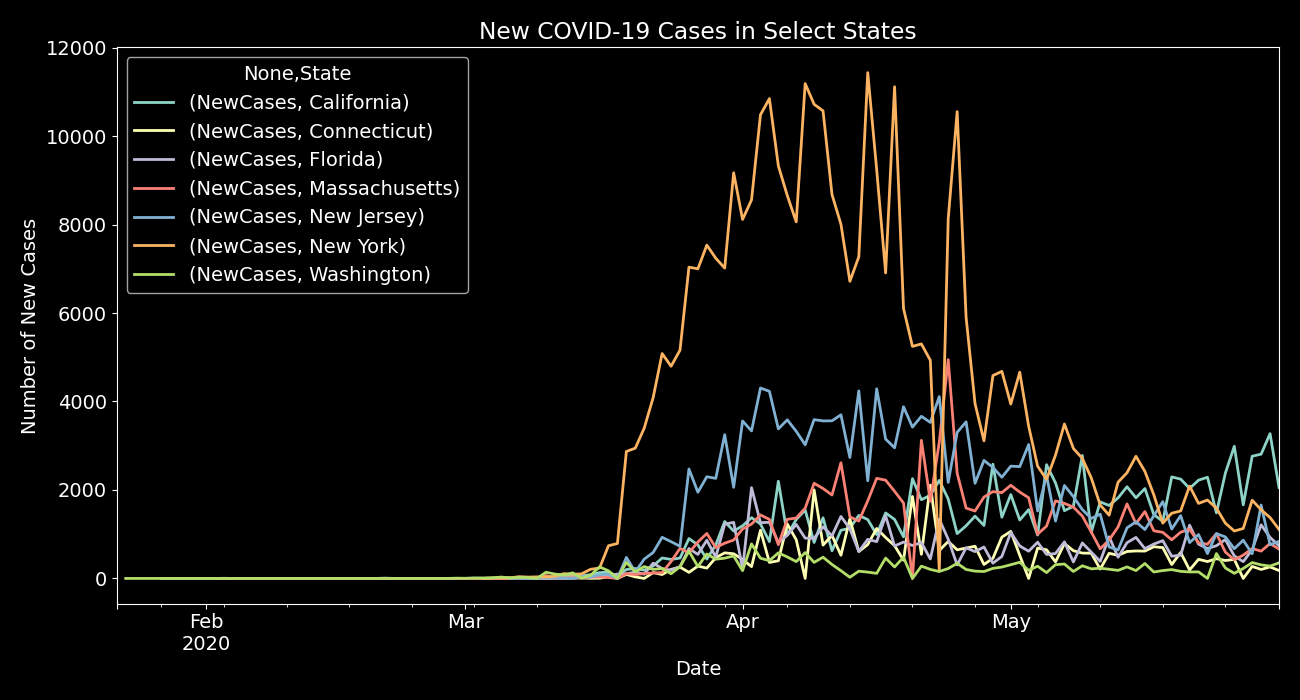 New COVID-19 Cases in Select States
12000
10000
8000
6000
4000
2000
0
Number of New Cases
None,State
(NewCases, California)
(NewCases, Connecticut)
(NewCases, Florida)
(NewCases, Massachusetts)
(NewCases, New Jersey)
(NewCases, New York)
(NewCases, Washington)
Feb Mar Apr May
2020
Date